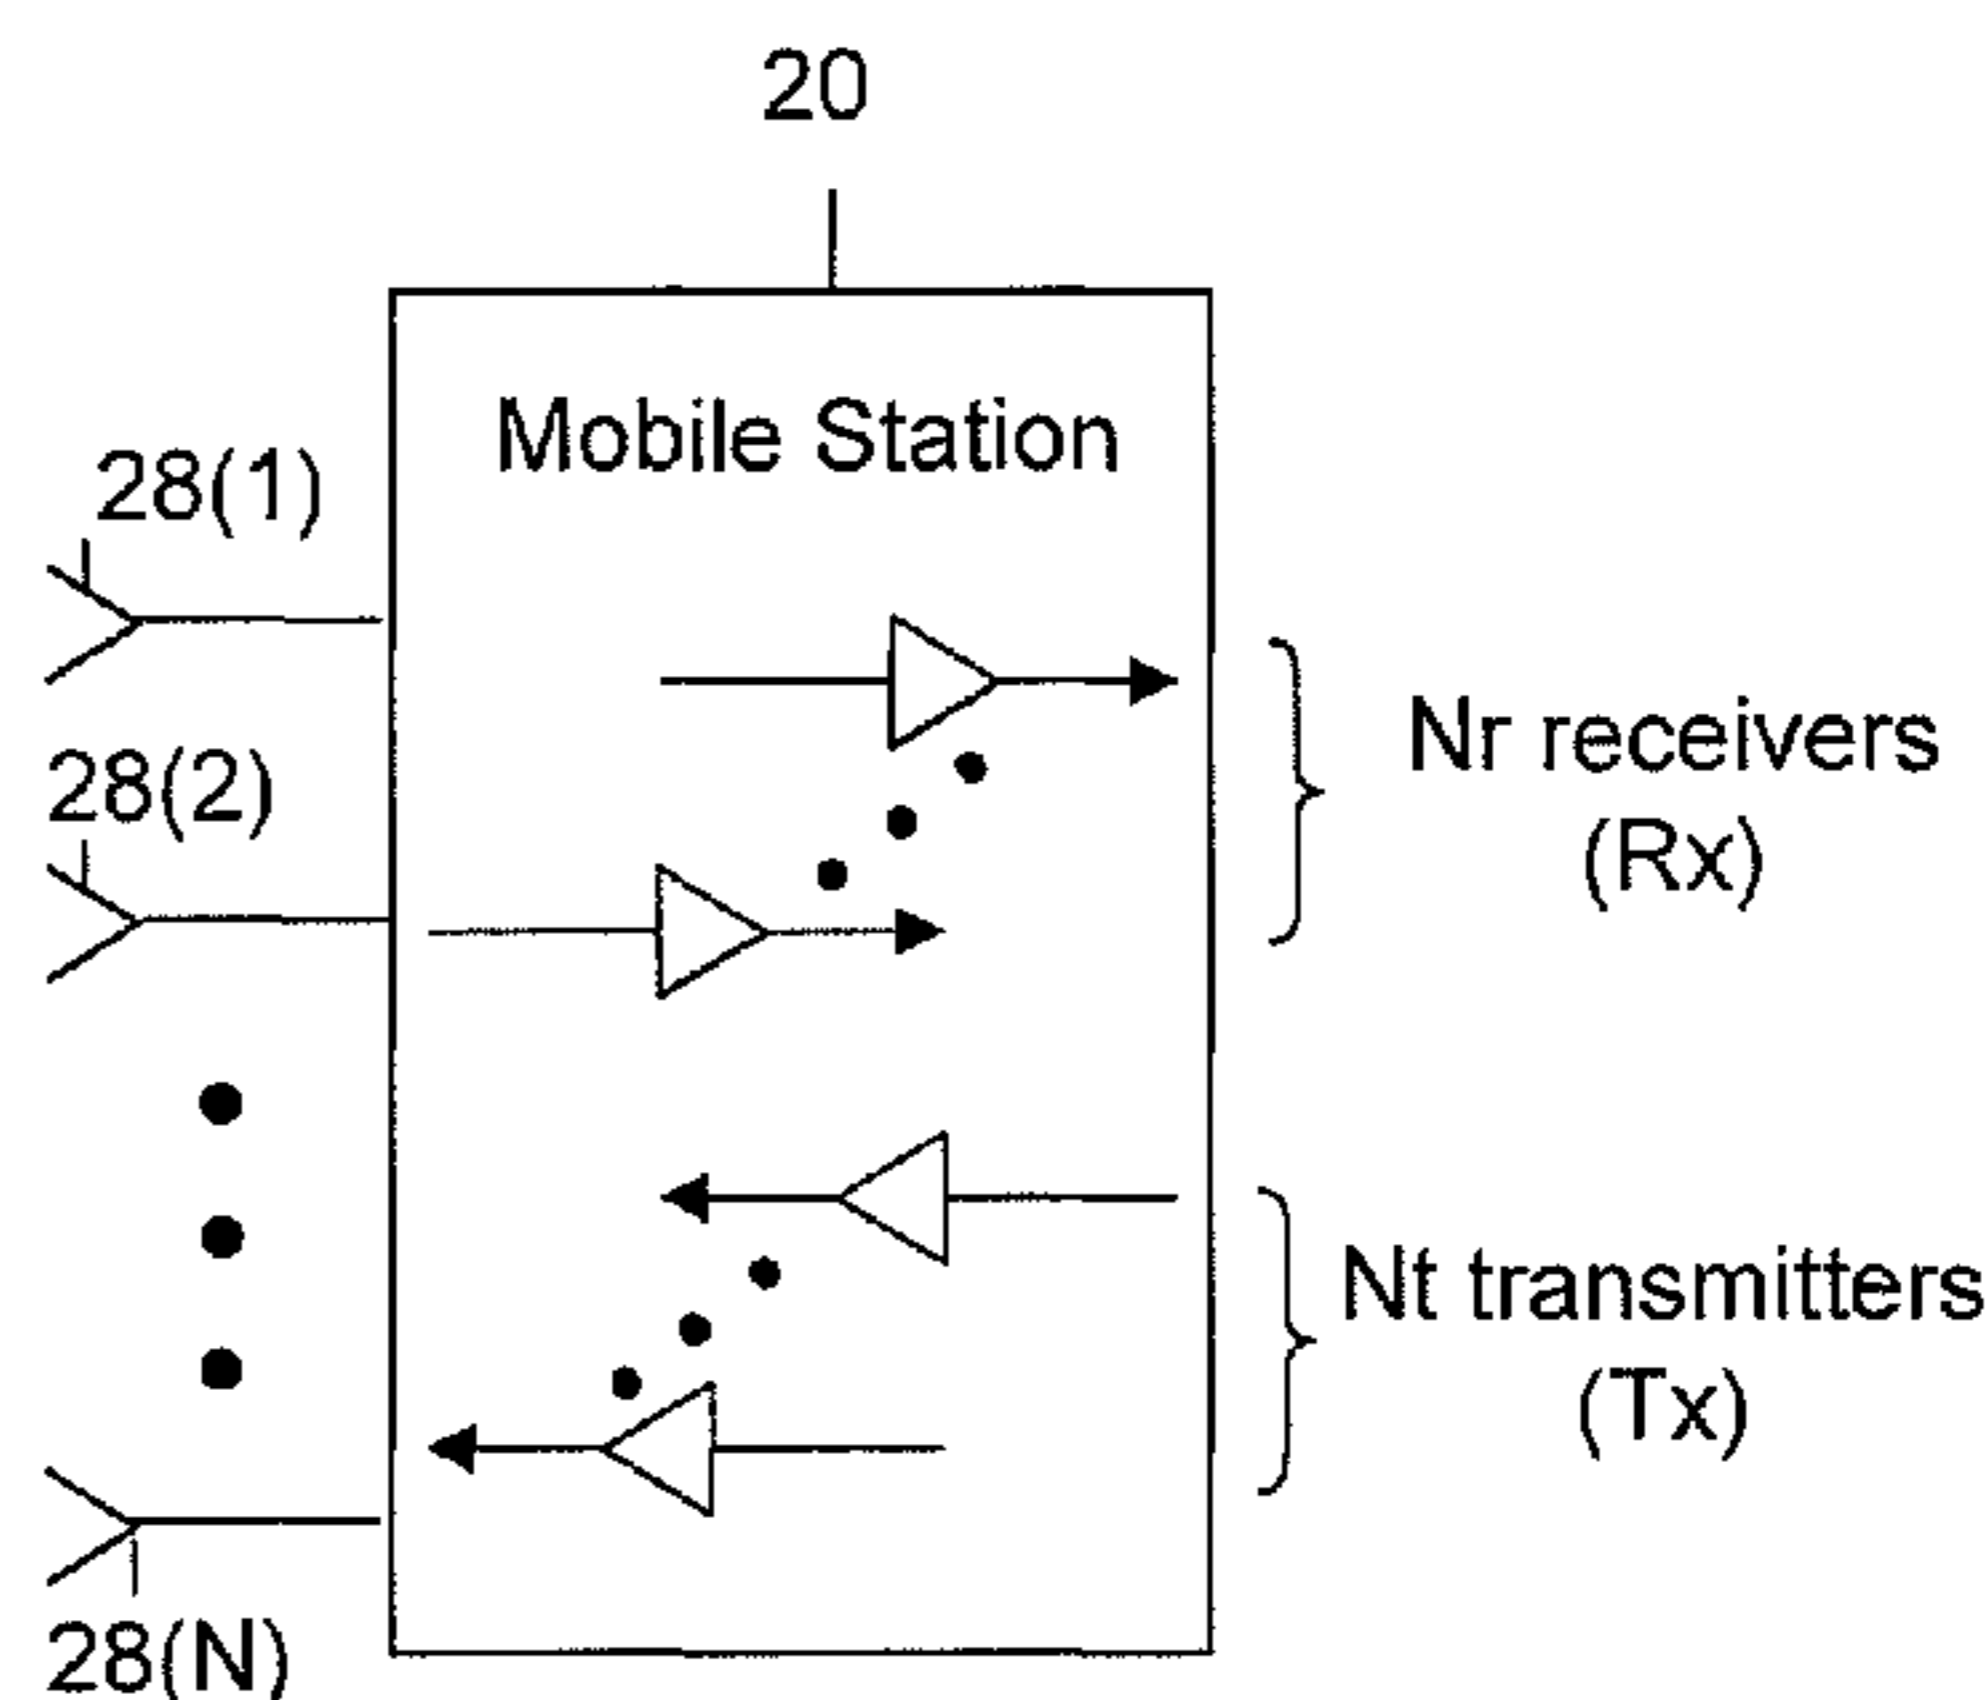 20
Mobile Station
28(1)
28(2)
Nr receivers
(Rx)
Nt transmitters
(Tx)
28(N)